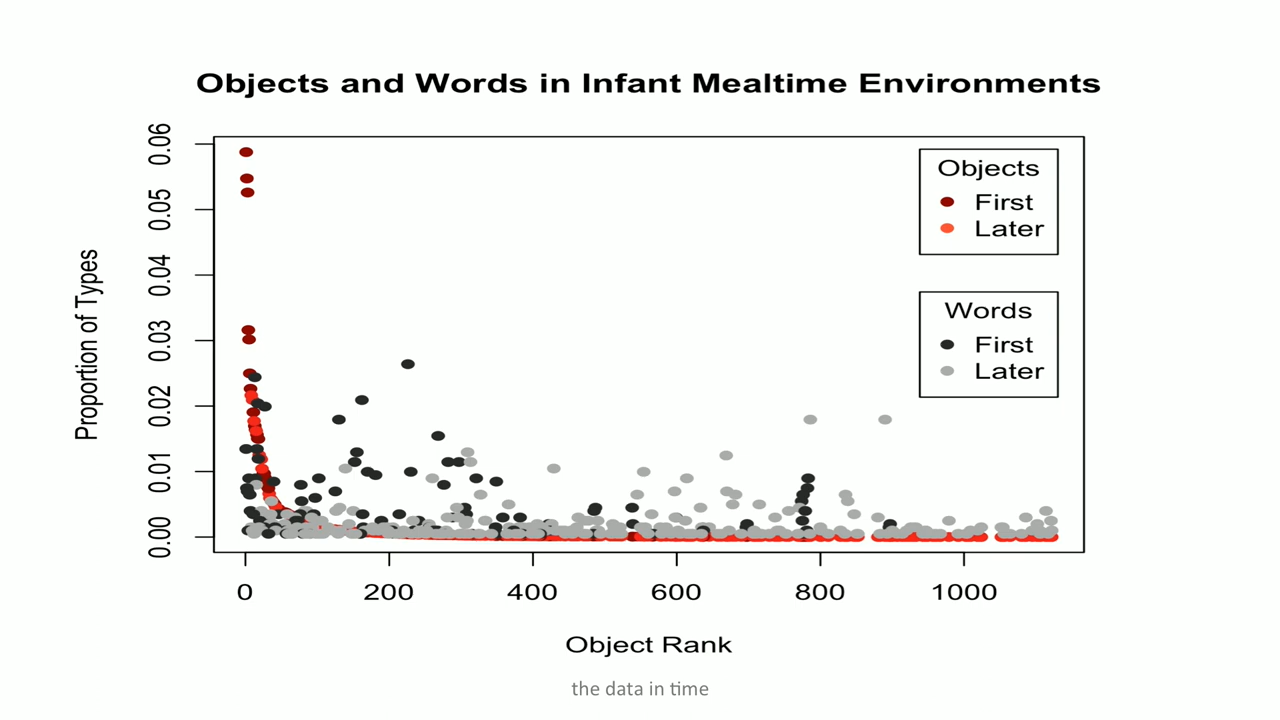 Objects and Words in Infant Mealtime Environments
Proportion of Types
0.06
0.05
0.04
0.03
0.02
0.01
0.00
Objects
First
Later
Words
First
Later
0 200 400 600 800 1000
Object Rank
the data in time